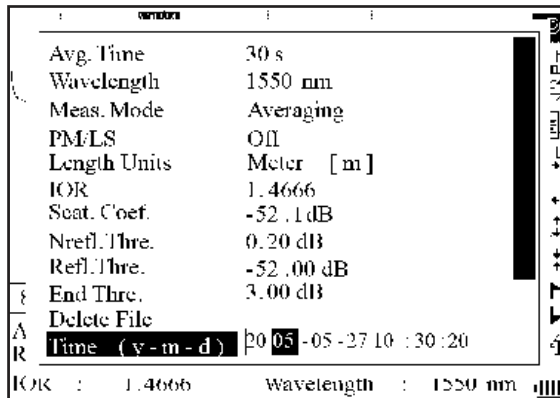 Avg. Time 30 s
Wavelength 1550 nm
Meas. Mode Averaging
PM/LS Off
Length Units Meter [ m ]
IOR 1.4666
Scat. Coef. -52 .1dB
Nrefl.Thre. 0.20 dB
Refl.Thre. -52 .00 dB
End Thre. 3.00 dB
Delete File
Time ( y - m - d ) 20 05 -05 -27 10 :30 :20
A
R
IOR : 1.4666 Wavelength : 1550 nm